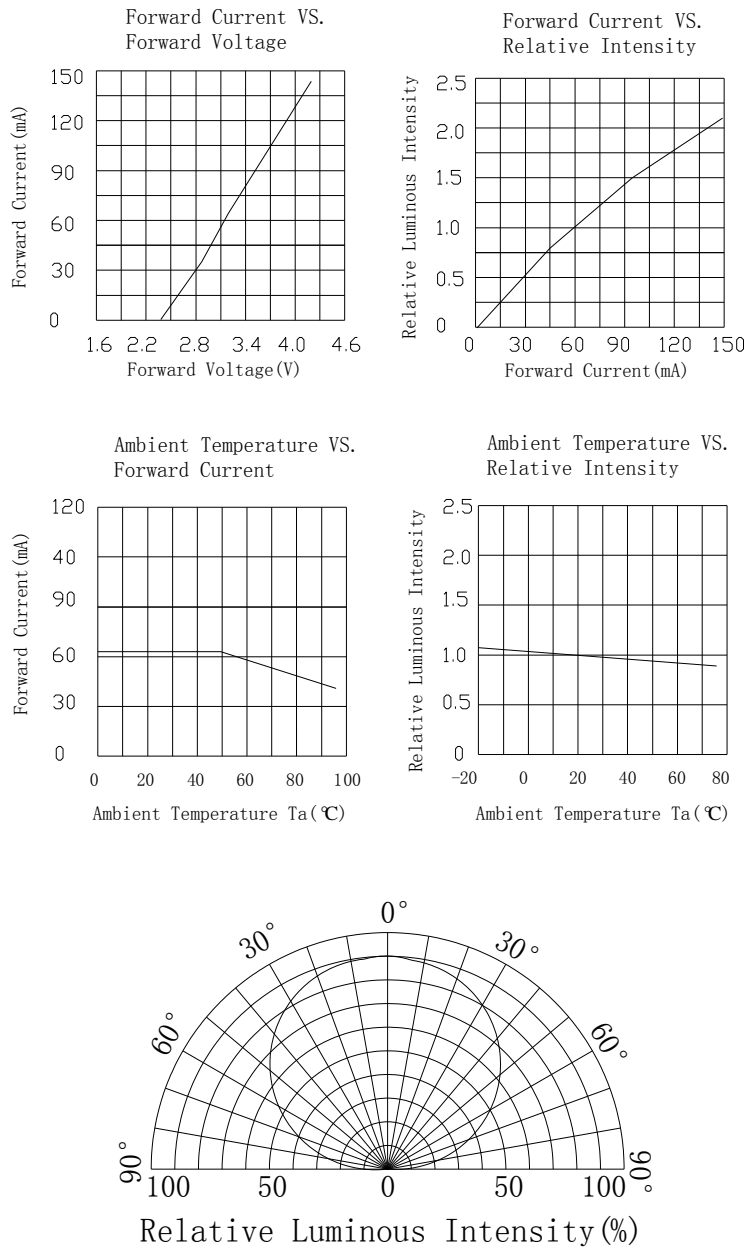 Forward Current VS.
Forward Voltage
150
120
90
60
30
0
Forward Current(mA)
1.6 2.2 2.8 3.4 4.0 4.6
Forward Voltage(V)
Forward Current VS.
Relative Intensity
2.5
2.0
1.5
1.0
0.5
0
Relative Luminous Intensity
0 30 60 90 120 150
Forward Current(mA)
Ambient Temperature VS.
Forward Current
120
40
90
60
30
0
Forward Current(mA)
0 20 40 60 80 100
Ambient Temperature Ta(℃)
Ambient Temperature VS.
Relative Intensity
2.5
2.0
1.5
1.0
0.5
0
Relative Luminous Intensity
-20 0 20 40 60 80
Ambient Temperature Ta(℃)
0°
30° 30°
60° 60°
90° 90°
100 50 0 50 100
Relative Luminous Intensity(%)